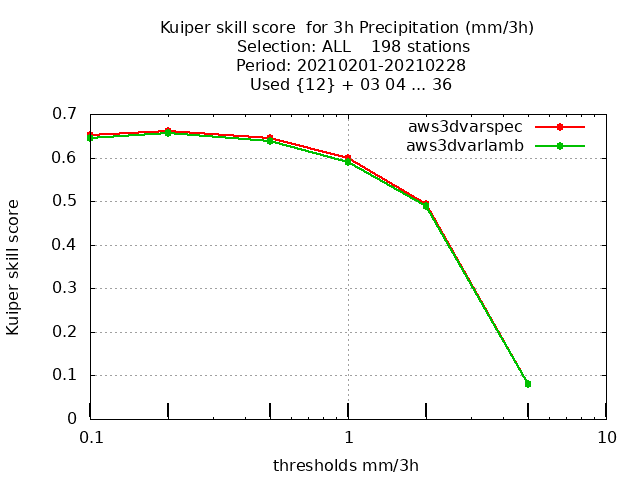 Kuiper skill score  for 3h Precipitation (mm/3h)
Selection: ALL    198 stations
Period: 20210201-20210228
Used {12} + 03 04 ... 36
aws3dvarspec
aws3dvarlamb
0.7
0.6
0.5
0.4
0.3
0.2
0.1
0
Kuiper skill score
0.1 1 10
thresholds mm/3h